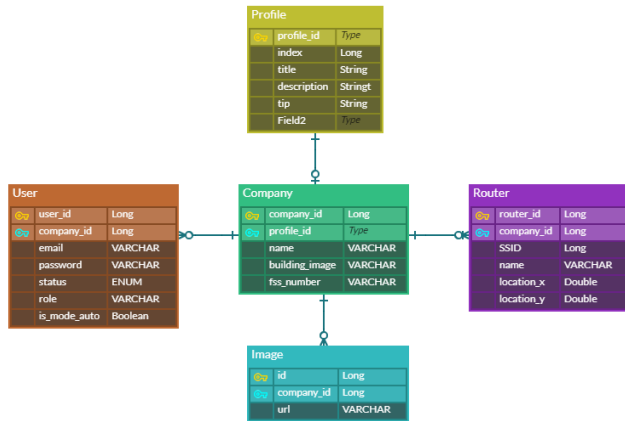 Profile
profile_id Type
index Long
title String
description Stringt
tip String
Field2 Type
User
user_id Long
company_id Long
email VARCHAR
password VARCHAR
status ENUM
role VARCHAR
is_mode_auto Boolean
Company
company_id Long
profile_id Type
name VARCHAR
building_image VARCHAR
fss_number VARCHAR
Router
router_id Long
company_id Long
SSID Long
name VARCHAR
location_x Double
location_y Double
Image
id Long
company_id Long
url VARCHAR